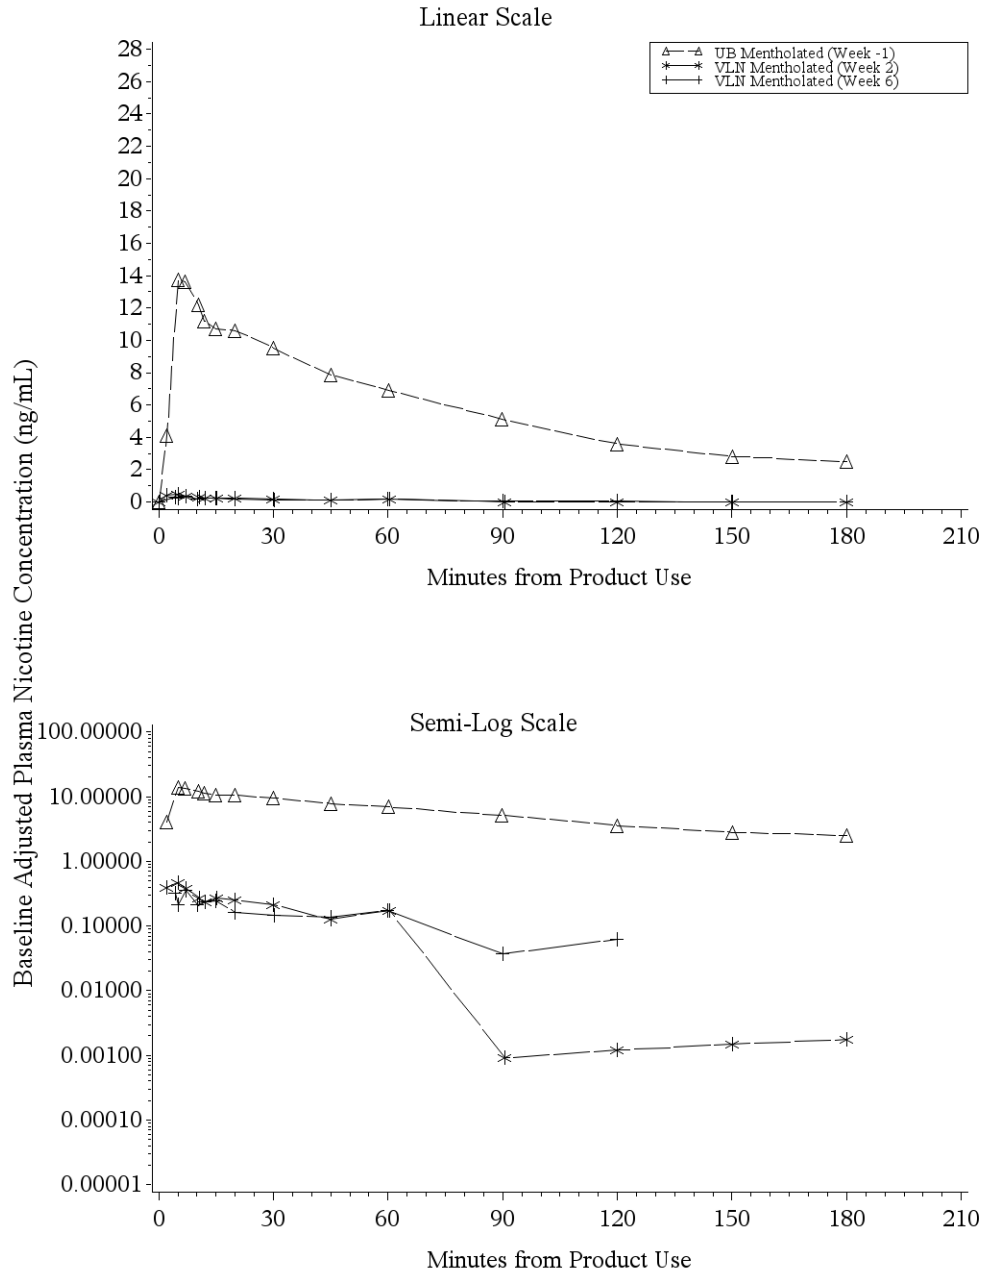 Linear Scale
UB Mentholated (Week -1)
VLN Mentholated (Week 2)
VLN Mentholated (Week 6)
28
26
24
22
20
18
16
14
12
10
8
6
4
2
0
0 30 60 90 120 150 180 210
Minutes from Product Use
Baseline Adjusted Plasma Nicotine Concentration (ng/mL)
Semi-Log Scale
100.00000
10.00000
1.00000
0.10000
0.01000
0.00100
0.00010
0.00001
0 30 60 90 120 150 180 210
Minutes from Product Use